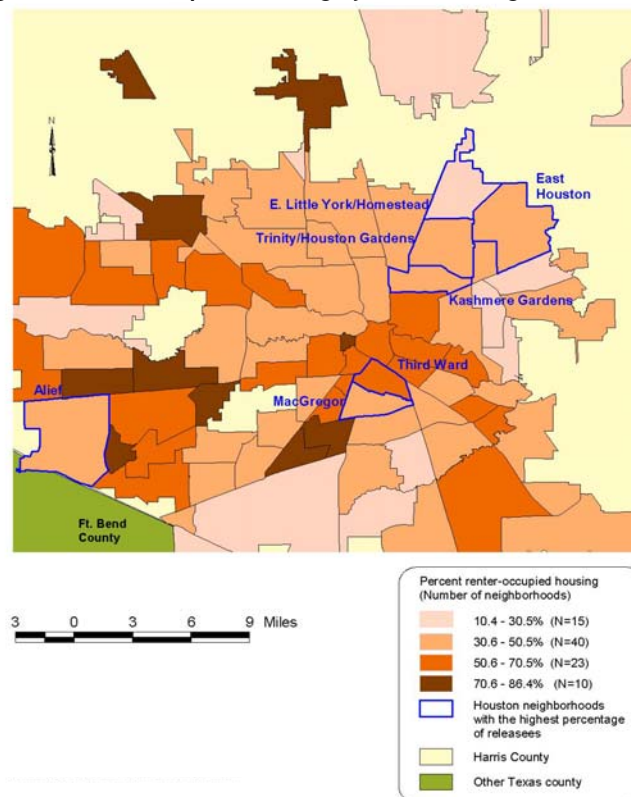 N
East
Houston
E. Little York/Homestead
Trinity/Houston Gardens
Kashmere Gardens
Third Ward
Alief
MacGregor
Ft. Bend
County
3 0 3 6 9 Miles
Percent renter-occupied housing
(Number of neighborhoods)
10.4 - 30.5% (N=15)
30.6 - 50.5% (N=40)
50.6 - 70.5% (N=23)
70.6 - 86.4% (N=10)
Houston neighborhoods
with the highest percentage
of releasees
Harris County
Other Texas county